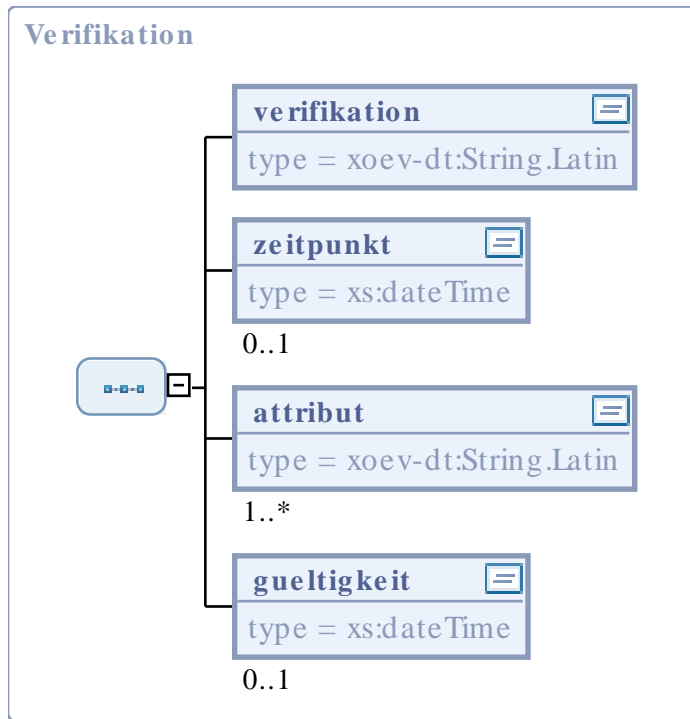 Verifikation
verifikation
type = xoev-dt:String.Latin
zeitpunkt
type = xs:dateTime
0..1
attribut
type = xoev-dt:String.Latin
1..*
gueltigkeit
type = xs:dateTime
0..1